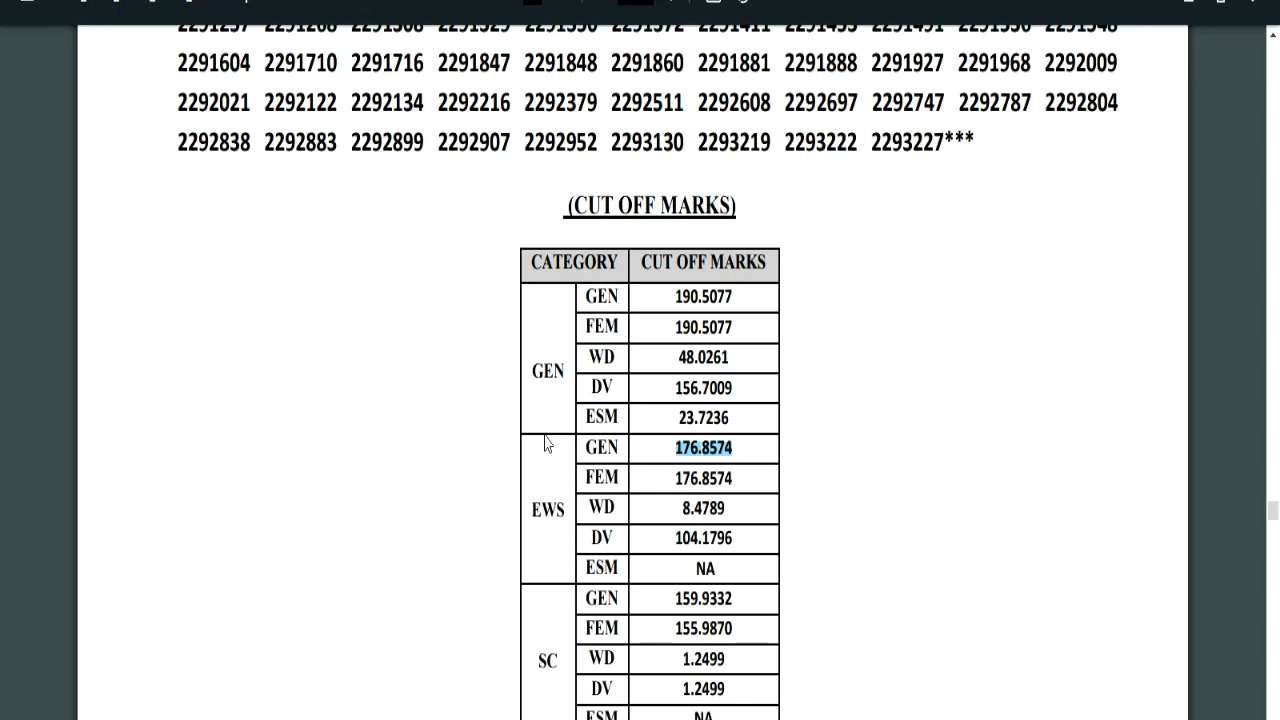 2291604 2291710 2291716 2291847 2291848 2291860 2291881 2291888 2291927 2291968 2292009
2292021 2292122 2292134 2292216 2292379 2292511 2292608 2292697 2292747 2292787 2292804
2292838 2292883 2292899 2292907 2292952 2293130 2293219 2293222 2293227***
(CUT OFF MARKS)
CATEGORY CUT OFF MARKS
GEN 190.5077
FEM 190.5077
WD 48.0261
GEN
DV 156.7009
ESM 23.7236
GEN 176.8574
FEM 176.8574
EWS WD 8.4789
DV 104.1796
ESM NA
GEN 159.9332
FEM 155.9870
SC WD 1.2499
DV 1.2499
ESM NA